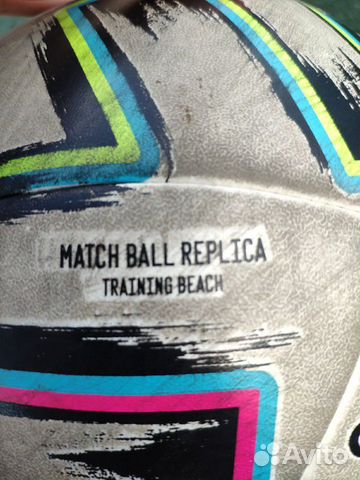 MATCH BALL REPLICA
TRAINING BEACH
Avito